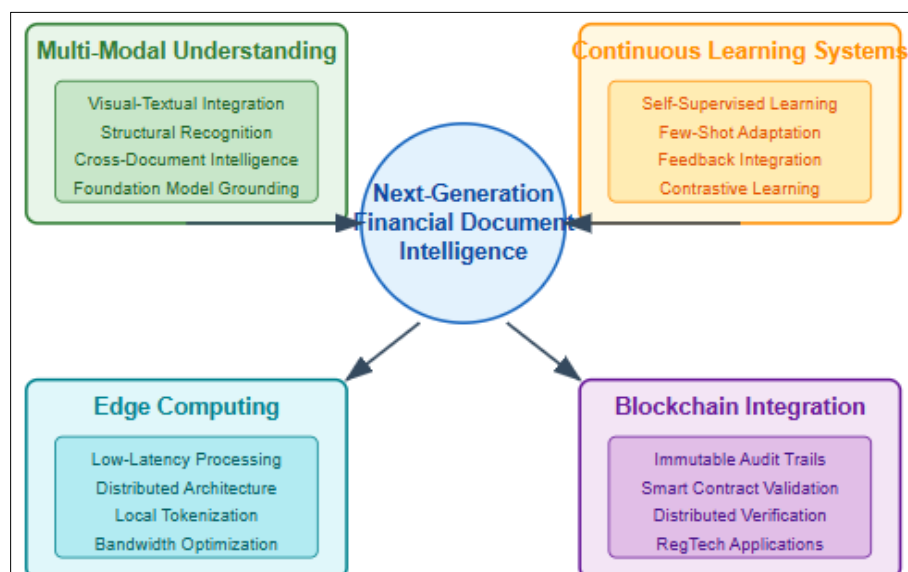 Multi-Modal Understanding
Visual-Textual Integration
Structural Recognition
Cross-Document Intelligence
Foundation Model Grounding
Continuous Learning Systems
Self-Supervised Learning
Few-Shot Adaptation
Feedback Integration
Contrastive Learning
Next-Generation
Financial Document
Intelligence
Edge Computing
Low-Latency Processing
Distributed Architecture
Local Tokenization
Bandwidth Optimization
Blockchain Integration
Immutable Audit Trails
Smart Contract Validation
Distributed Verification
RegTech Applications